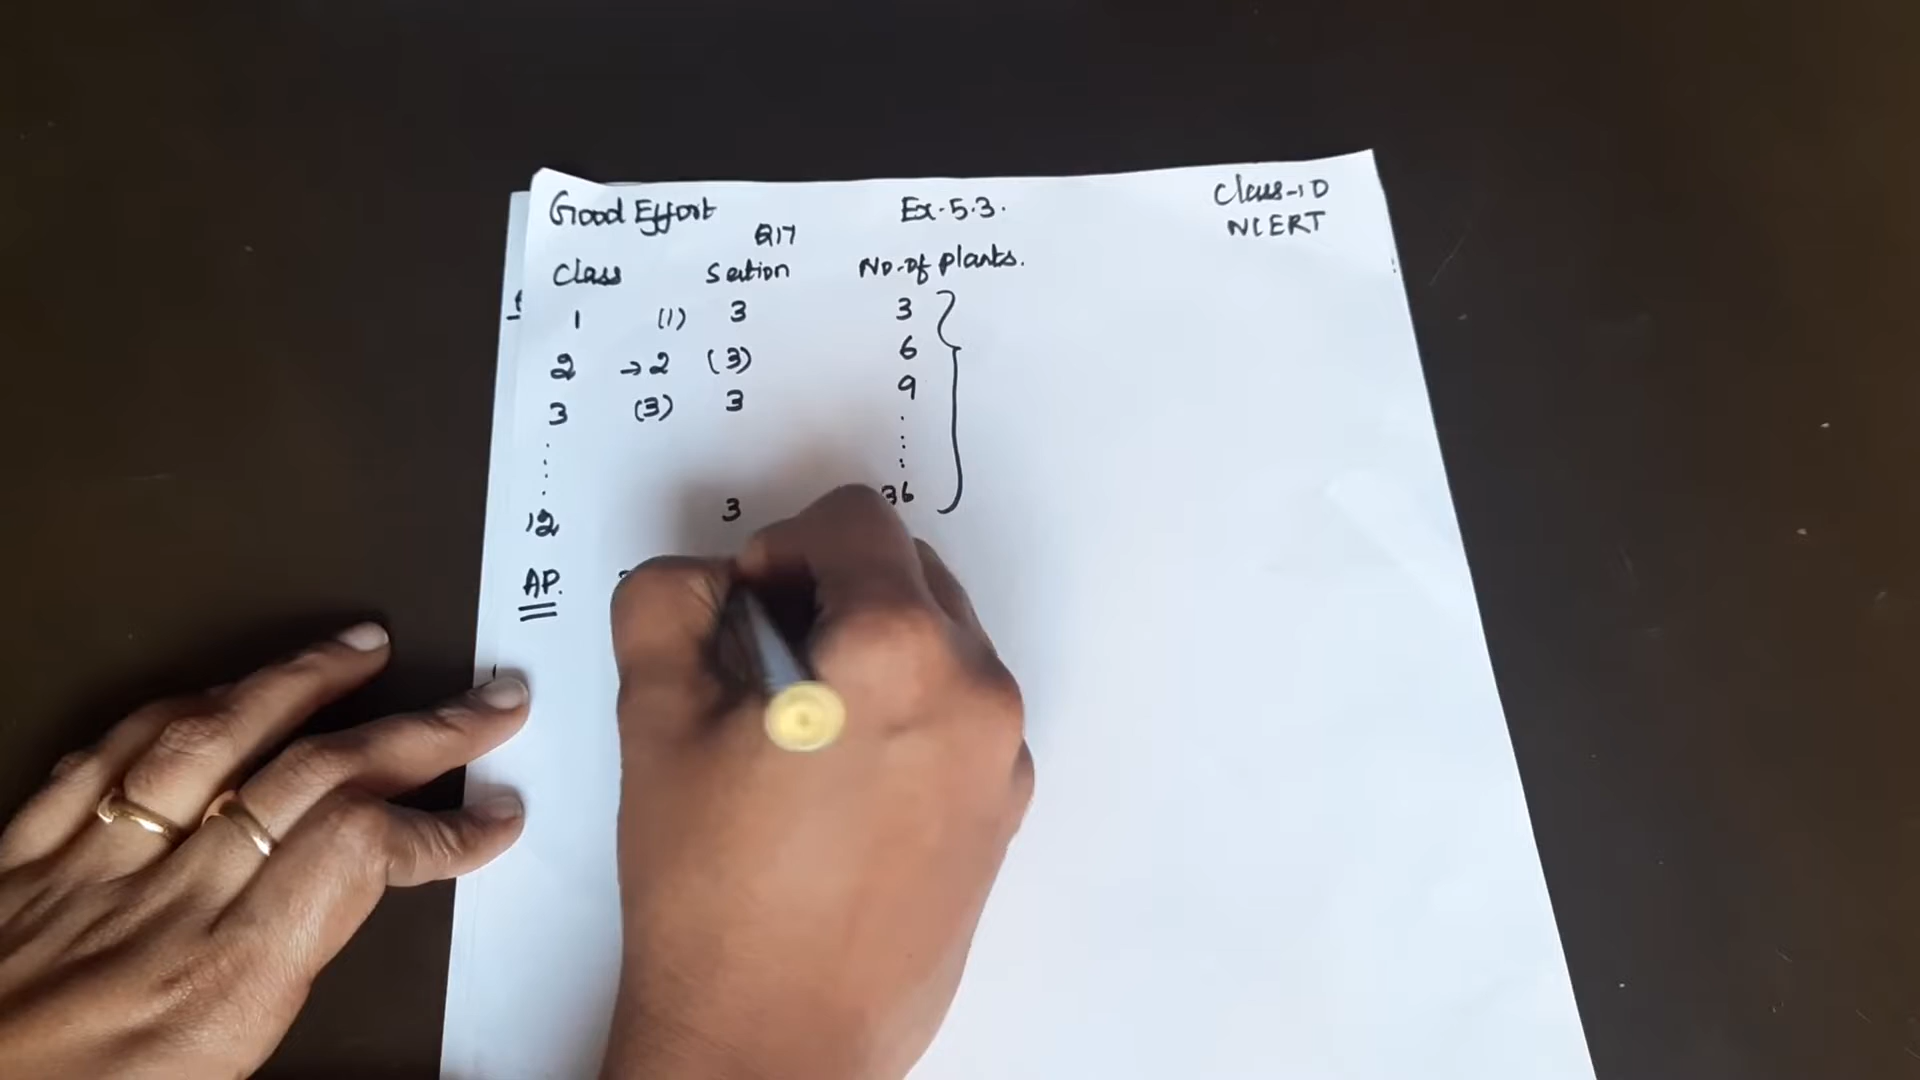 Good Effort Ex. 5.3. Class-10
Q17 NCERT
Class Section No. of plants.
1 (1) 3 3
2 → 2 (3) 6
3 (3) 3 9
12 3 36
AP.